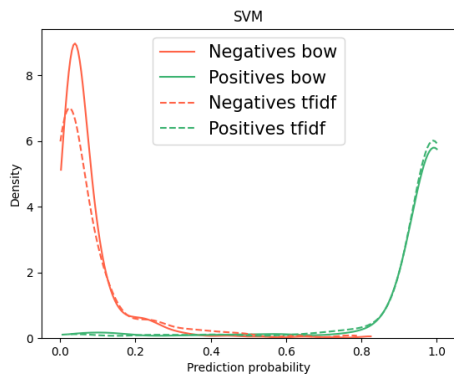 SVM
Negatives bow
Positives bow
Negatives tfidf
Positives tfidf
Density
8
6
4
2
0
0.0 0.2 0.4 0.6 0.8 1.0
Prediction probability